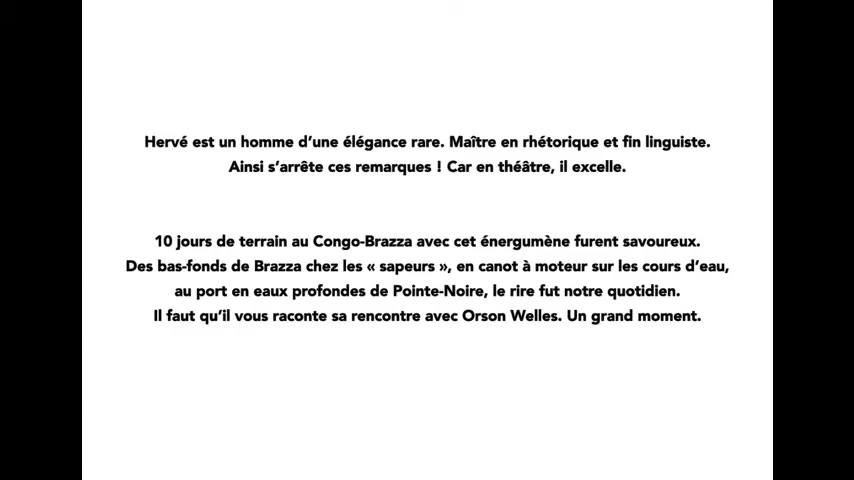 Hervé est un homme d’une élégance rare. Maître en rhétorique et fin linguiste.
Ainsi s’arrête ces remarques ! Car en théâtre, il excelle.
10 jours de terrain au Congo-Brazza avec cet énergumène furent savoureux.
Des bas-fonds de Brazza chez les « sapeurs », en canot à moteur sur les cours d’eau,
au port en eaux profondes de Pointe-Noire, le rire fut notre quotidien.
Il faut qu’il vous raconte sa rencontre avec Orson Welles. Un grand moment.